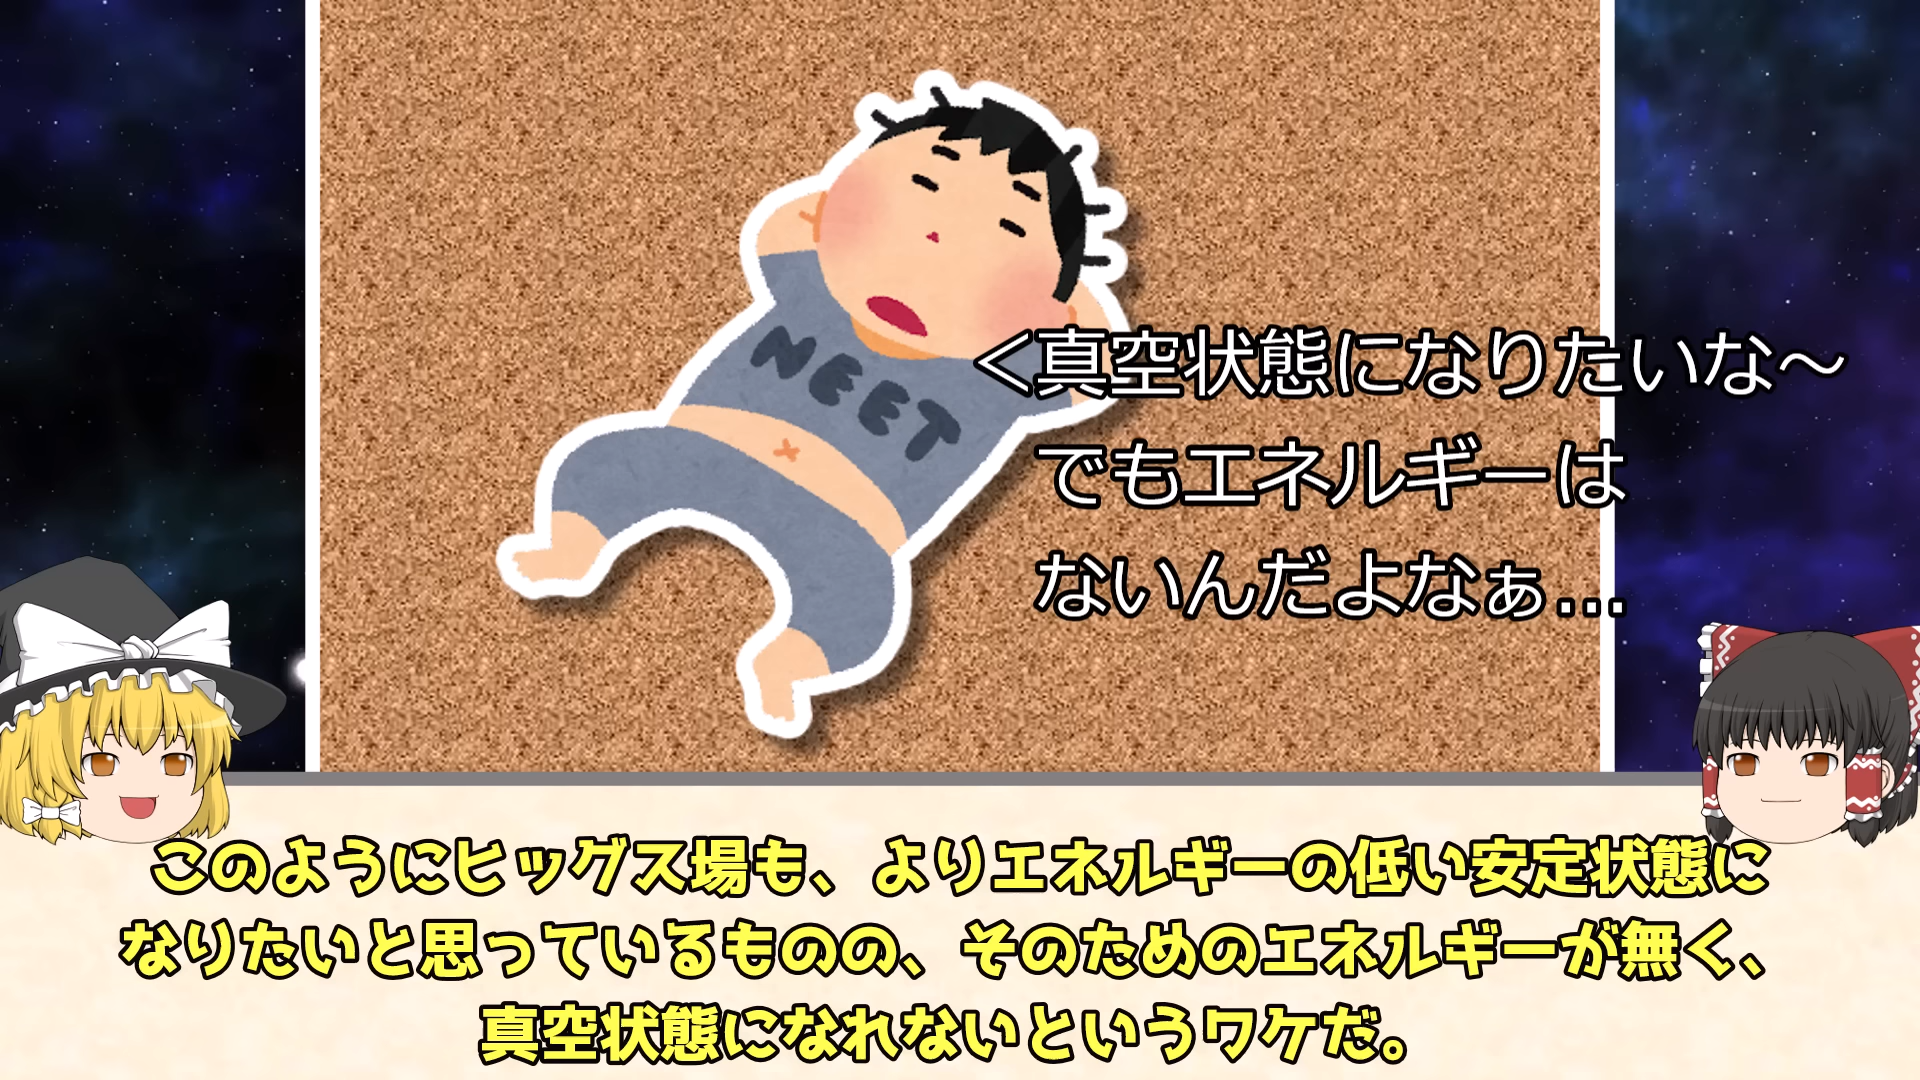 NEET
<真空状態になりたいな～
でもエネルギーは
ないんだよなぁ…
このようにヒッグス場も、よりエネルギーの低い安定状態に
なりたいと思っているものの、そのためのエネルギーが無く、
真空状態になれないというワケだ。